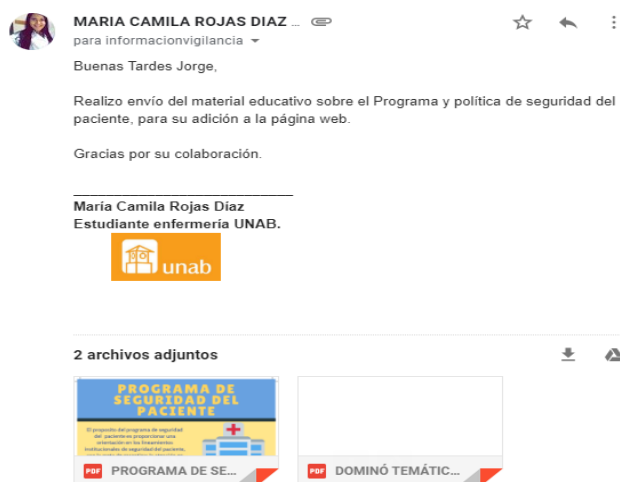 MARIA CAMILA ROJAS DIAZ ...
para informacionvigilancia
Buenas Tardes Jorge,
Realizo envío del material educativo sobre el Programa y política de seguridad del
paciente, para su adición a la página web.
Gracias por su colaboración.
María Camila Rojas Díaz
Estudiante enfermería UNAB.
unab
2 archivos adjuntos
PROGRAMA DE
SEGURIDAD DEL
PACIENTE
El proposito del programa de seguridad
del paciente es proporcionar una
orientación en los lineamientos
institucionales de seguridad del paciente,
PDF PROGRAMA DE SE...
PDF DOMINÓ TEMÁTIC...